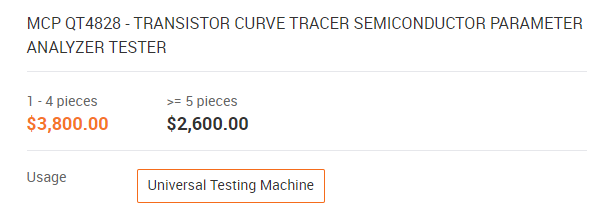 MCP QT4828 - TRANSISTOR CURVE TRACER SEMICONDUCTOR PARAMETER
ANALYZER TESTER
1 - 4 pieces
>= 5 pieces
$3,800.00
$2,600.00
Usage
Universal Testing Machine